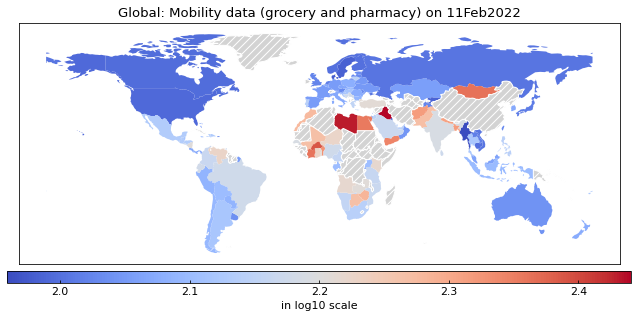 Global: Mobility data (grocery and pharmacy) on 11Feb2022
2.0 2.1 2.2 2.3 2.4
in log10 scale